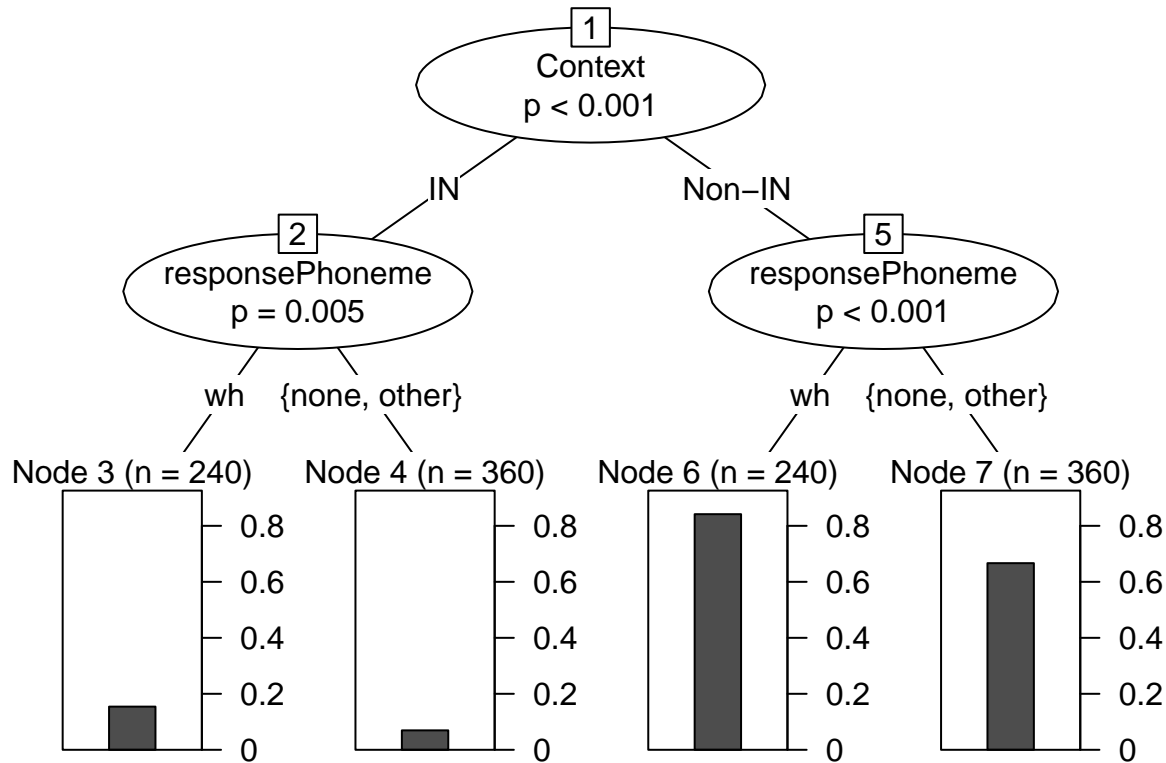 1
Context
p < 0.001
IN
Non−IN
2
responsePhoneme
p = 0.005
5
responsePhoneme
p < 0.001
wh
{none, other}
wh
{none, other}
Node 3 (n = 240)
0.8
0.6
0.4
0.2
0
Node 4 (n = 360)
0.8
0.6
0.4
0.2
0
Node 6 (n = 240)
0.8
0.6
0.4
0.2
0
Node 7 (n = 360)
0.8
0.6
0.4
0.2
0